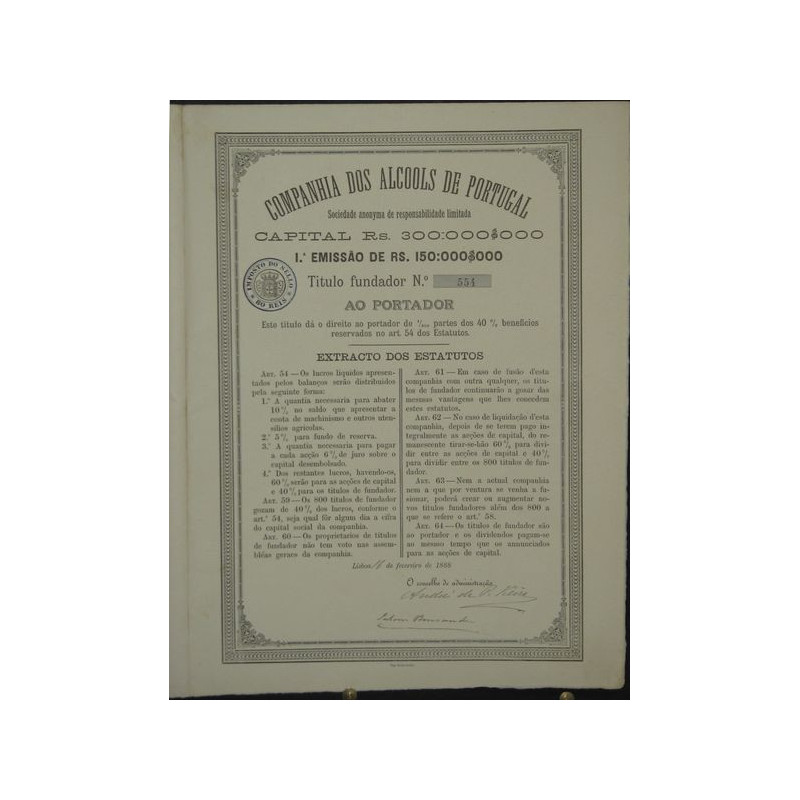 COMPANHIA DOS ALCOOLS DE PORTUGAL
Sociedade anonyma de responsabilidade limitada
CAPITAL Rs. 300:000$000
1.ª EMISSÃO DE RS. 150:000$000
IMPOSTO DO SELLO
80 REIS
Titulo fundador N.º 554
AO PORTADOR
Este titulo dá o direito ao portador de 1/800 partes dos 40 % beneficios
reservados no art. 54 dos Estatutos.
EXTRACTO DOS ESTATUTOS
Art. 54 — Os lucros liquidos apresen-
tados pelos balanços serão distribuidos
pelo seguinte forma:
1.º A quantia necessaria para abater
10 % no saldo que apresentar a
conta de machinismo e outros uten-
silios agricolas.
2.º 5 % para fundo de reserva.
3.º A quantia necessaria para pagar
a cada acção 6 % de juro sobre o
capital desembolsado.
4.º Dos restantes lucros, havendo-os,
60 % serão para as acções de capital
e 40 % para os titulos de fundador.
Art. 59 — Os 800 titulos de fundador
gozam de 40 % dos lucros, conforme o
art.º 54, seja qual fôr algum dia a cifra
do capital social da companhia.
Art. 60 — Os proprietarios de titulos
de fundador não tem voto nas assem-
bléas geraes da companhia.
Art. 61 — Em caso de fusão d'esta
companhia com outra qualquer, os titu-
los de fundador continuarão a gosar das
mesmas vantagens que lhes concedem
estes estatutos.
Art. 62 — No caso de liquidação d'esta
companhia, depois de se terem pago in-
tegralmente as acções de capital, do re-
manescente tirar-se-hão 60 % para divi-
dir entre as acções de capital e 40 %
para dividir entre os 800 titulos de fun-
dador.
Art. 63 — Nem a actual companhia
nem a que por ventura se venha a fu-
sionar, poderá crear ou augmentar no-
vos titulos fundadores além dos 800 a
que se refere o art.º 58.
Art. 64 — Os titulos de fundador são
ao portador e os dividendos pagam-se
ao mesmo tempo que os annunciados
para as acções de capital.
Lisboa de fevereiro de 1888
O conselho de administração